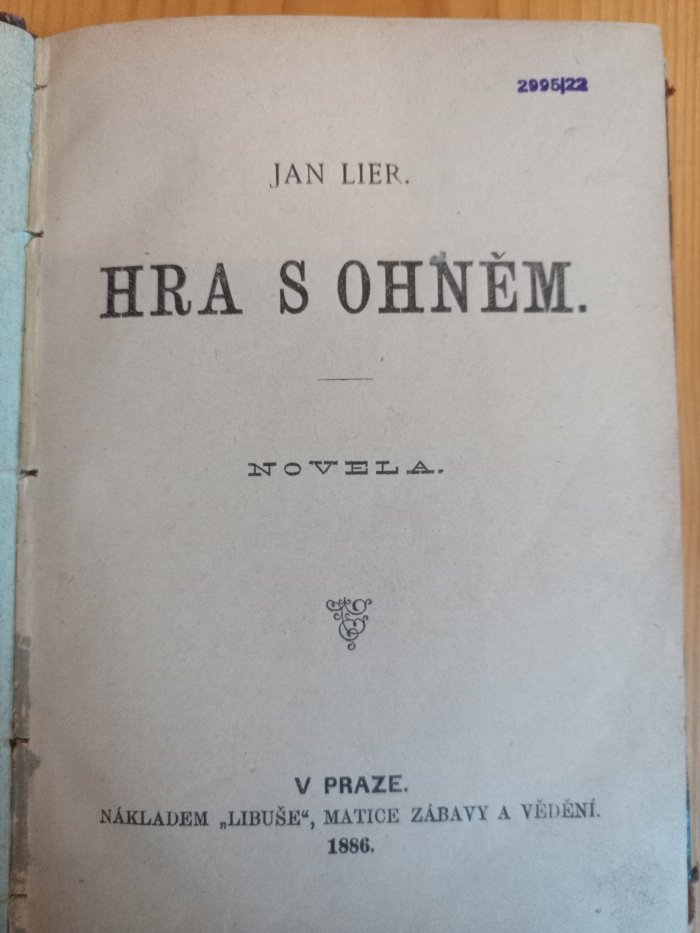 2995/22
JAN LIER.
HRA S OHNĚM.
NOVELA.
V PRAZE.
NÁKLADEM „LIBUŠE“, MATICE ZÁBAVY A VĚDĚNÍ.
1886.